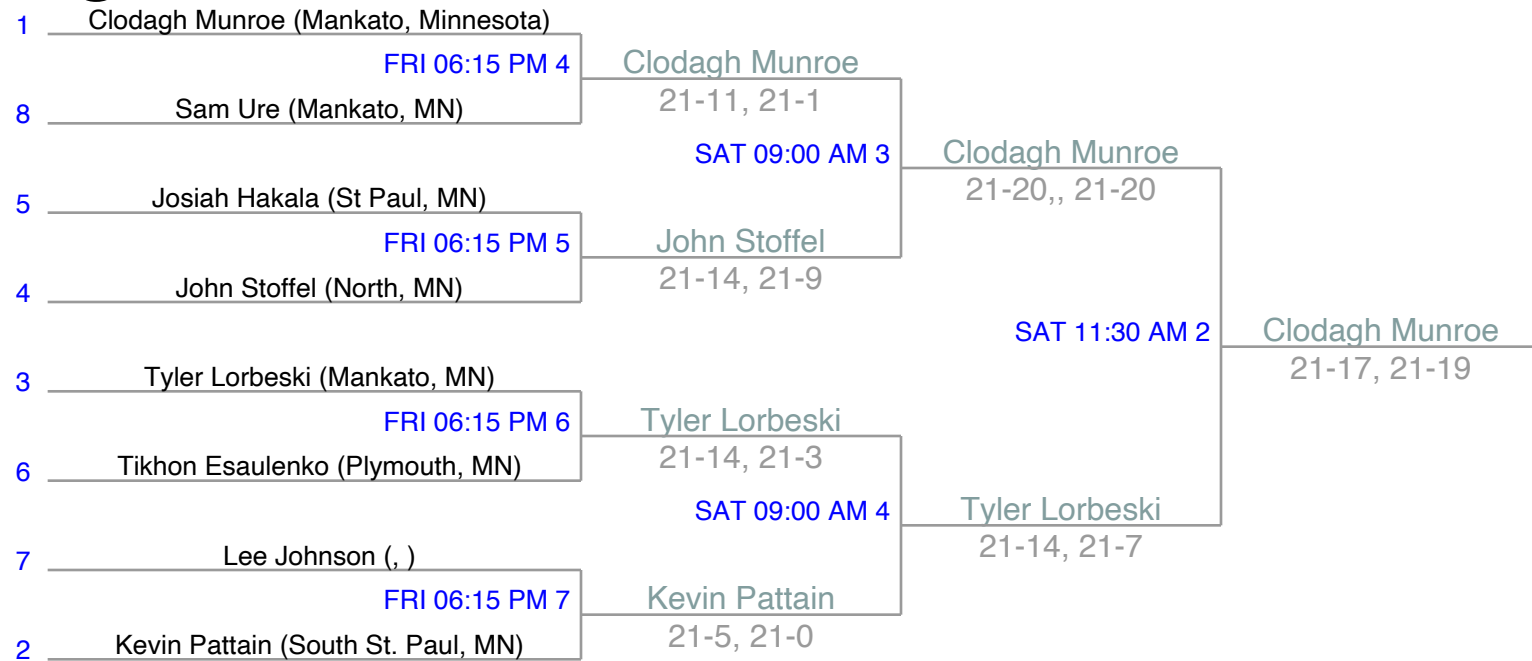 1 Clodagh Munroe (Mankato, Minnesota)
FRI 06:15 PM 4 Clodagh Munroe
8 Sam Ure (Mankato, MN) 21-11, 21-1
SAT 09:00 AM 3 Clodagh Munroe
5 Josiah Hakala (St Paul, MN) 21-20,, 21-20
FRI 06:15 PM 5 John Stoffel
4 John Stoffel (North, MN) 21-14, 21-9
SAT 11:30 AM 2 Clodagh Munroe
3 Tyler Lorbeski (Mankato, MN) 21-17, 21-19
FRI 06:15 PM 6 Tyler Lorbeski
6 Tikhon Esaulenko (Plymouth, MN) 21-14, 21-3
SAT 09:00 AM 4 Tyler Lorbeski
7 Lee Johnson (, ) 21-14, 21-7
FRI 06:15 PM 7 Kevin Pattain
2 Kevin Pattain (South St. Paul, MN) 21-5, 21-0